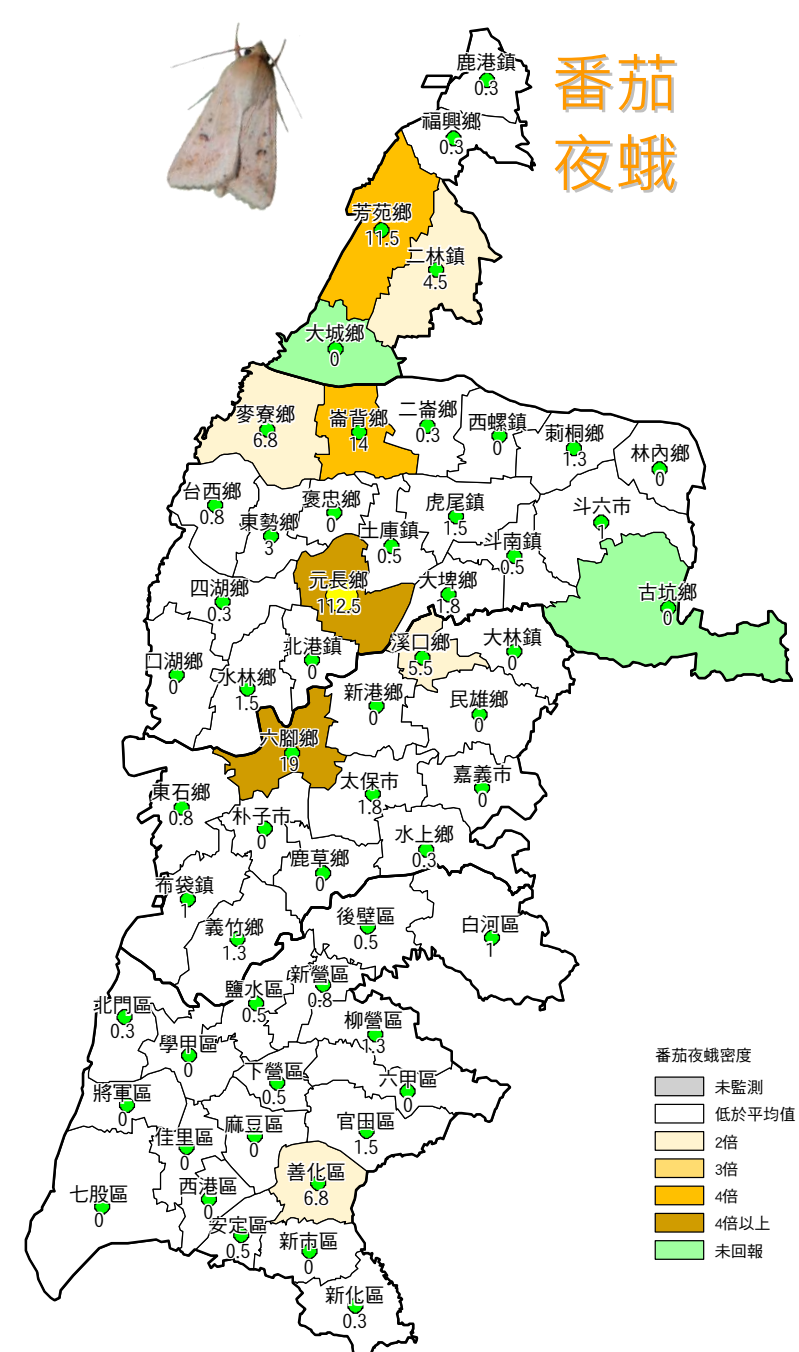 番茄
夜蛾
鹿港鎮
0.3
福興鄉
0.3
芳苑鄉
11.5
二林鎮
4.5
大城鄉
0
麥寮鄉
6.8
崙背鄉
14
二崙鄉
0.3
西螺鎮
0
莿桐鄉
1.3
林內鄉
0
台西鄉
0.8
東勢鄉
3
褒忠鄉
0
土庫鎮
0.5
虎尾鎮
1.5
斗南鎮
0.5
斗六市
1
四湖鄉
0.3
元長鄉
112.5
大埤鄉
1.8
古坑鄉
0
口湖鄉
0
水林鄉
1.5
北港鎮
0
溪口鄉
5.5
大林鎮
0
新港鄉
0
民雄鄉
0
六腳鄉
19
東石鄉
0.8
朴子市
0
太保市
1.8
嘉義市
0
鹿草鄉
0
水上鄉
0.3
布袋鎮
1
義竹鄉
1.3
後壁區
0.5
白河區
1
北門區
0.3
鹽水區
0.5
新營區
0.8
柳營區
1.3
學甲區
0
下營區
0.5
六甲區
0
將軍區
0
佳里區
0
麻豆區
0
官田區
1.5
七股區
0
西港區
0
善化區
6.8
安定區
0.5
新市區
0
新化區
0.3
番茄夜蛾密度
未監測
低於平均值
2倍
3倍
4倍
4倍以上
未回報